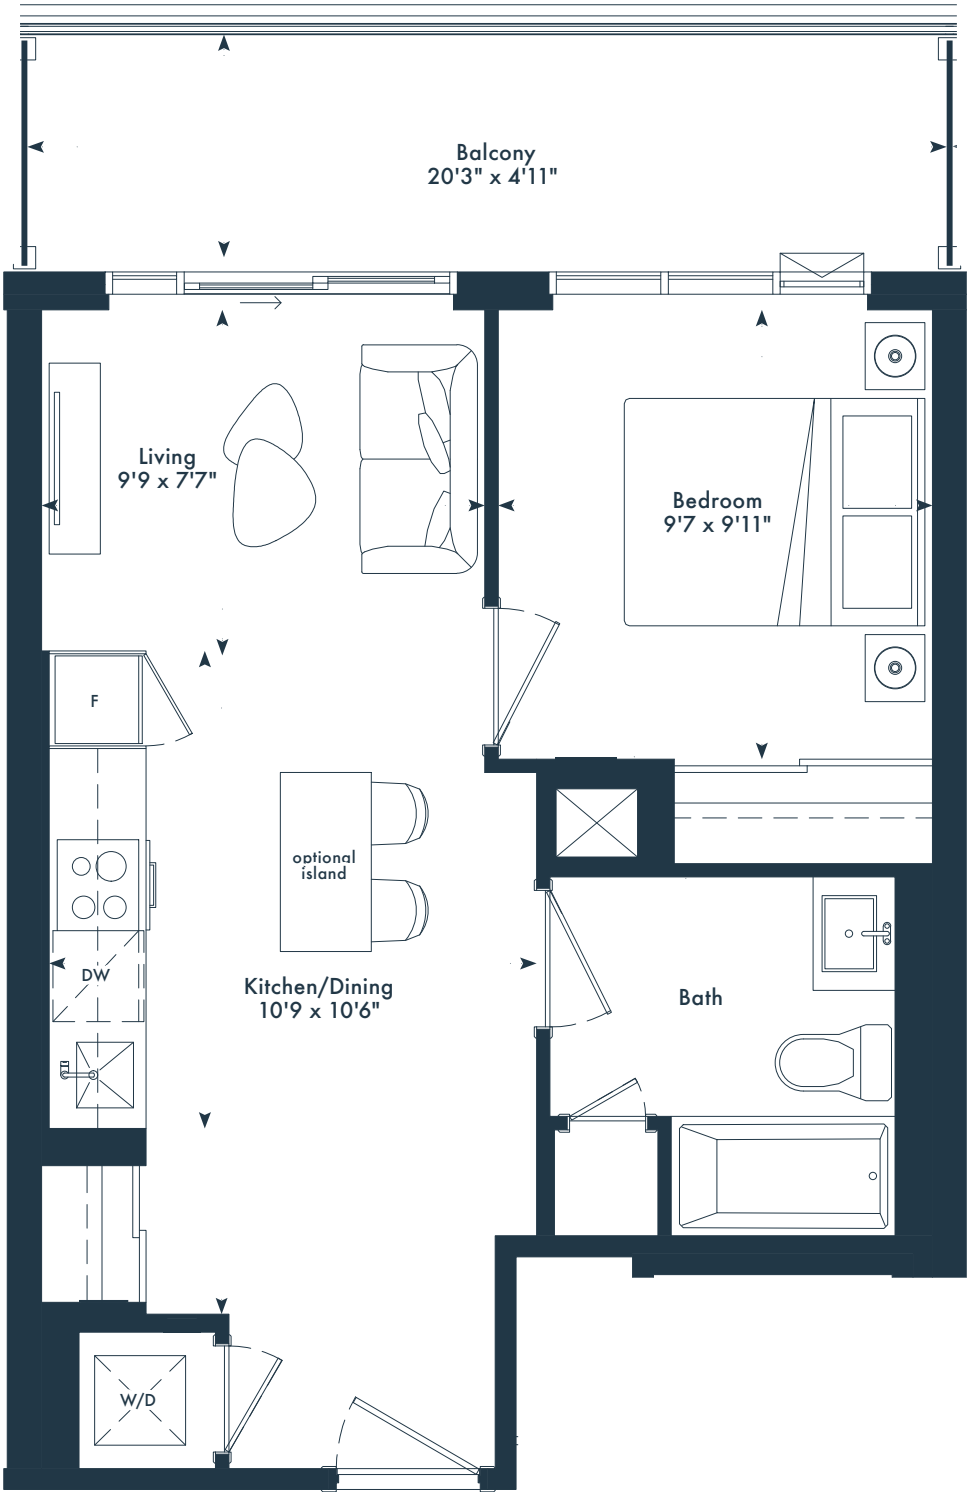 Balcony
20'3" x 4'11"
Living
9'9 x 7'7"
Bedroom
9'7 x 9'11"
F
optional
ísland
DW
Kitchen/Dining
10'9 x 10'6"
Bath
W/D